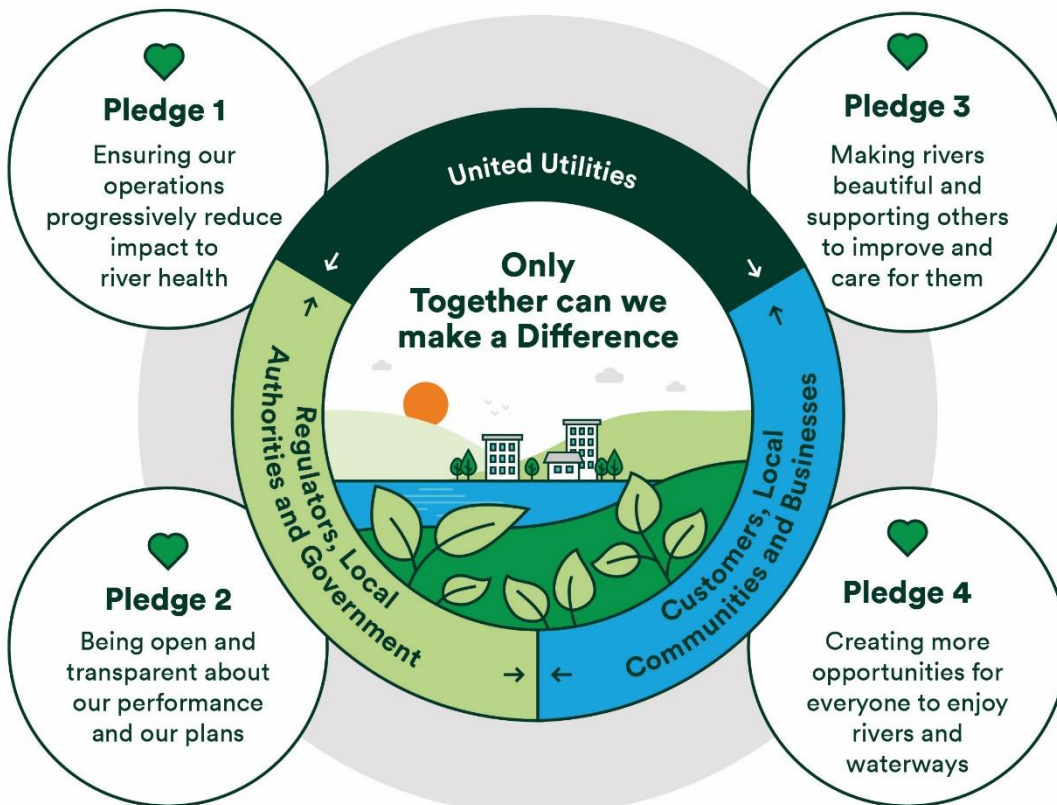 Pledge 1
Ensuring our
operations
progressively reduce
impact to
river health
Pledge 3
Making rivers
beautiful and
supporting others
to improve and
care for them
United Utilities
Only
Together can we
make a Difference
Regulators, Local
Authorities and Government
Customers, Local
Communities and Businesses
Pledge 2
Being open and
transparent about
our performance
and our plans
Pledge 4
Creating more
opportunities for
everyone to enjoy
rivers and
waterways